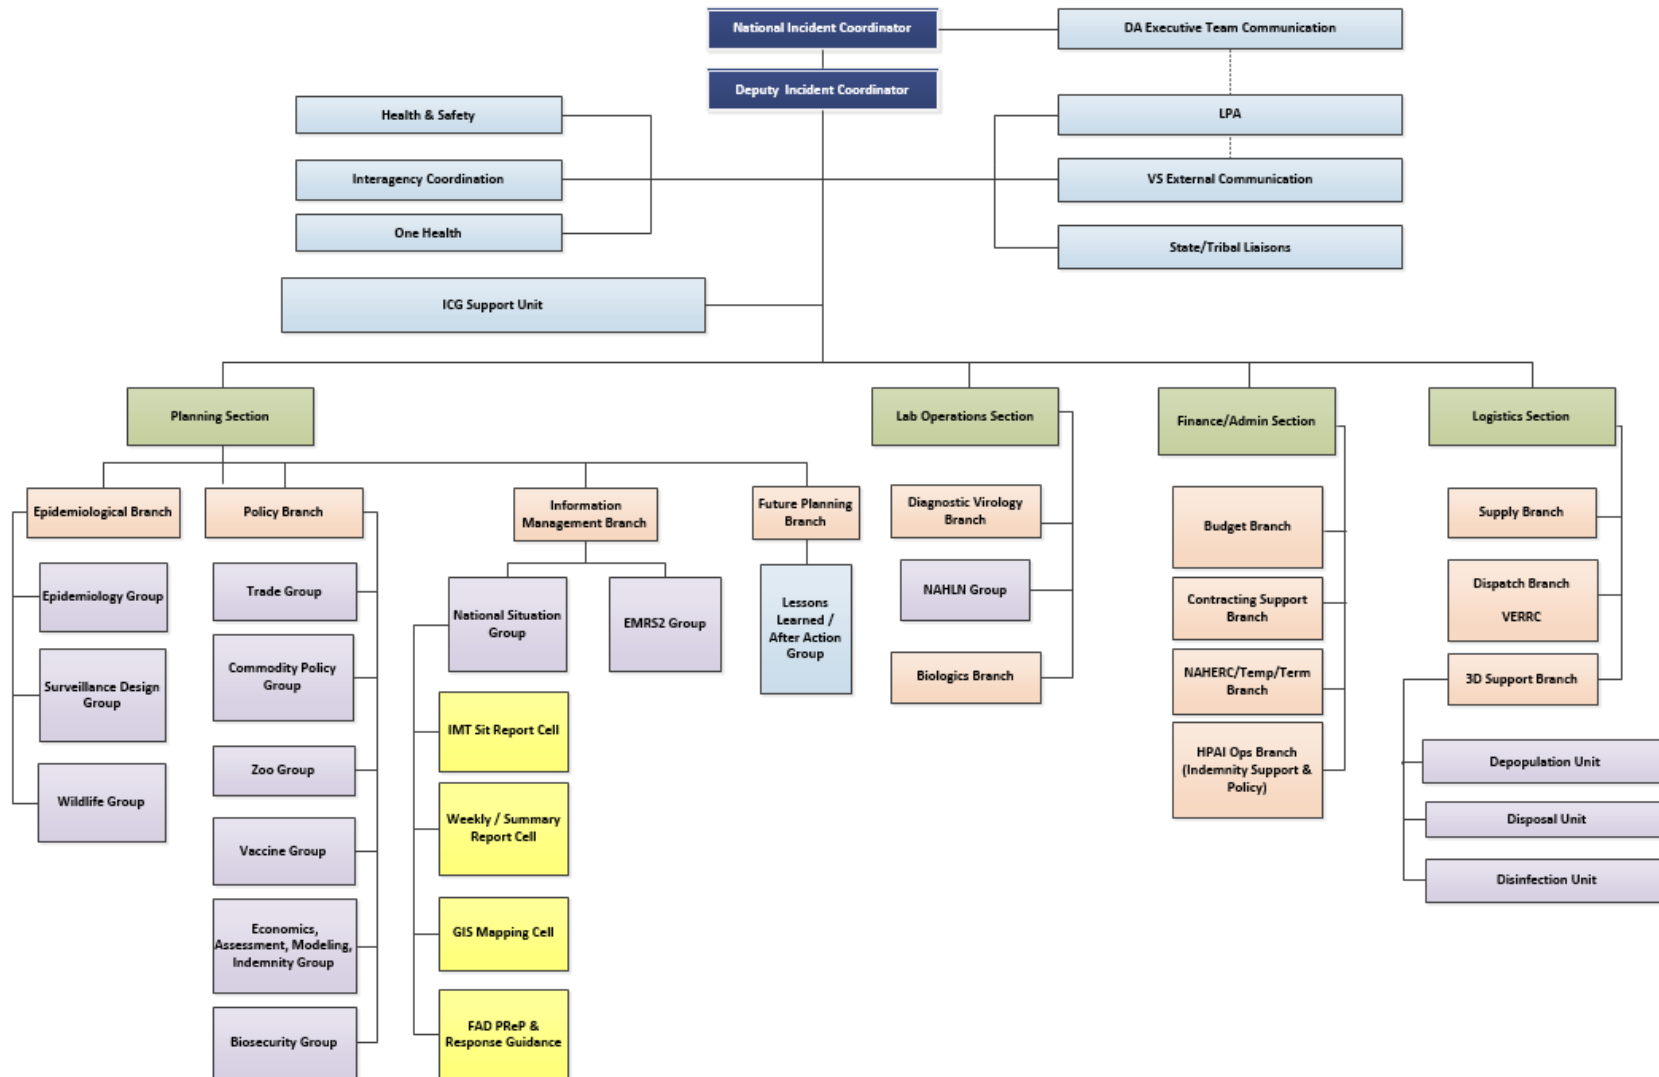 National Incident Coordinator
DA Executive Team Communication
Deputy Incident Coordinator
Health & Safety
LPA
Interagency Coordination
VS External Communication
One Health
State/Tribal Liaisons
ICG Support Unit
Planning Section
Lab Operations Section
Finance/Admin Section
Logistics Section
Epidemiological Branch
Policy Branch
Information
Management Branch
Future Planning
Branch
Diagnostic Virology
Branch
Budget Branch
Supply Branch
Epidemiology Group
Trade Group
National Situation
Group
EMRS2 Group
Lessons
Learned /
After Action
Group
NAHLN Group
Contracting Support
Branch
Dispatch Branch
VERRC
Surveillance Design
Group
Commodity Policy
Group
Biologics Branch
NAHERC/Temp/Term
Branch
3D Support Branch
IMT Sit Report Cell
HPAI Ops Branch
(Indemnity Support &
Policy)
Depopulation Unit
Wildlife Group
Zoo Group
Weekly / Summary
Report Cell
Disposal Unit
Vaccine Group
Disinfection Unit
Economics,
Assessment, Modeling,
Indemnity Group
GIS Mapping Cell
Biosecurity Group
FAD PReP &
Response Guidance